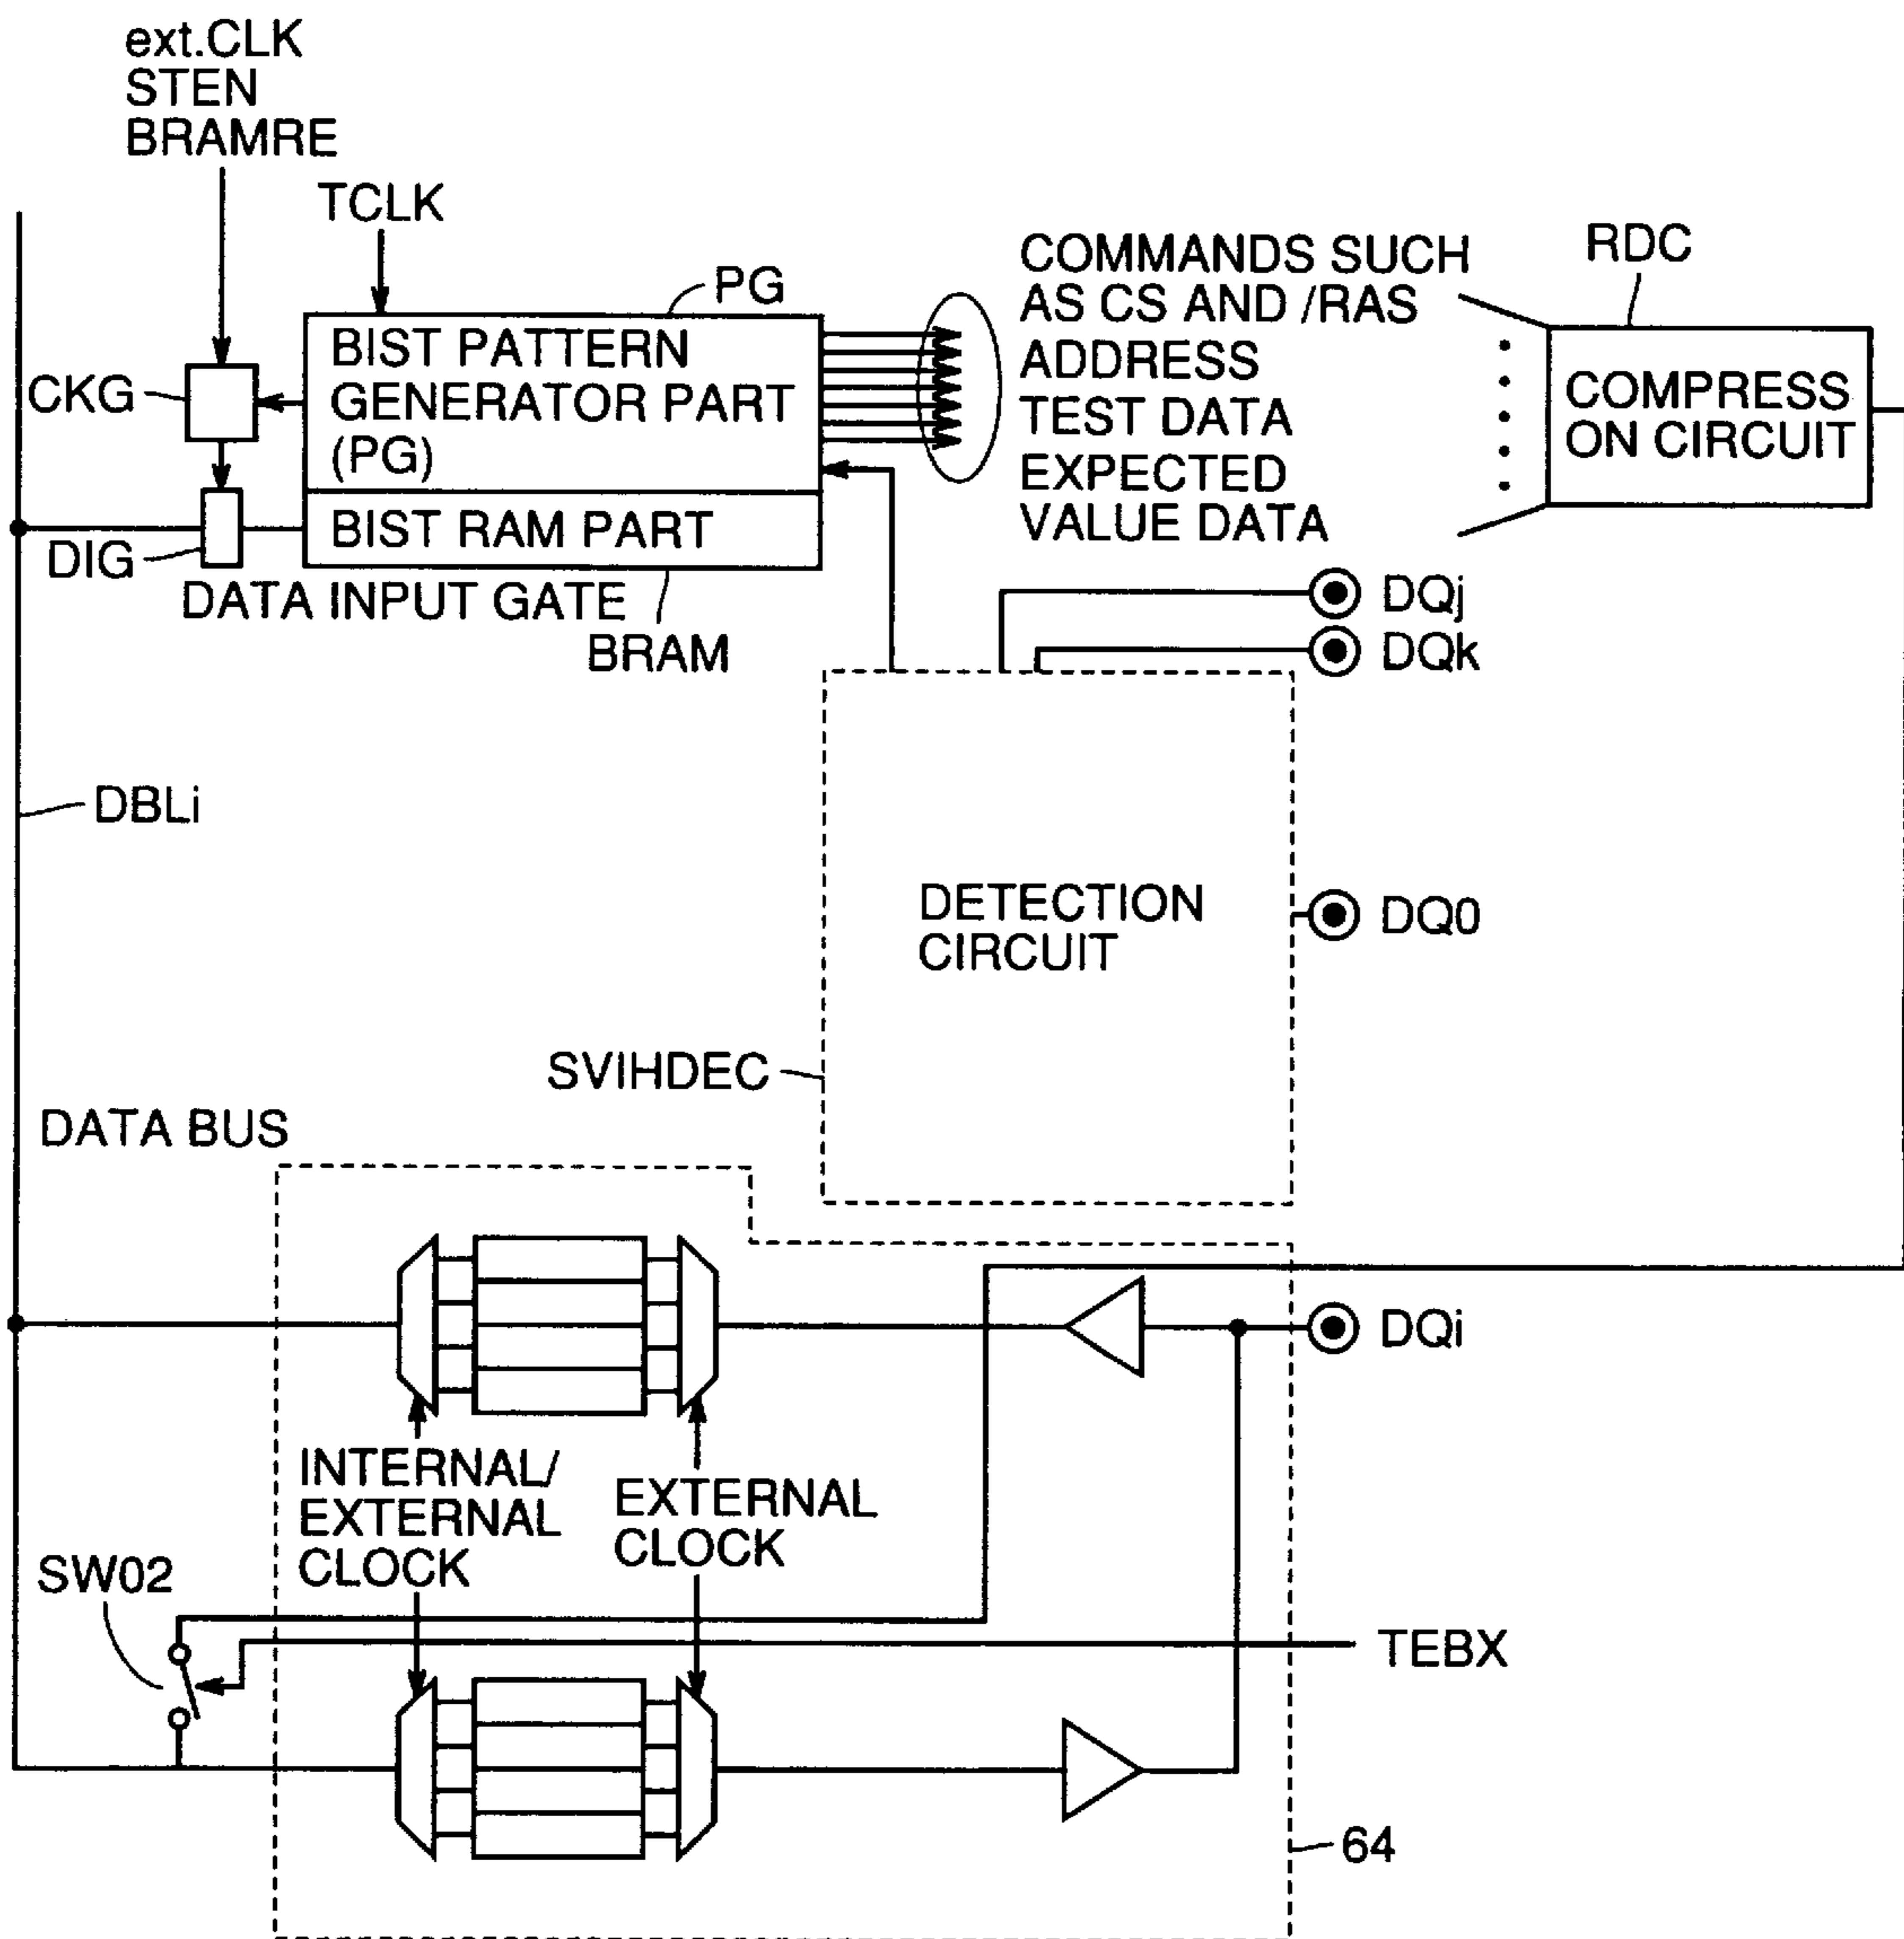 ext.CLK
STEN
BRAMRE
TCLK
PG
COMMANDS SUCH
AS CS AND /RAS
ADDRESS
TEST DATA
EXPECTED
VALUE DATA
RDC
BIST PATTERN
GENERATOR PART
(PG)
CKG
COMPRESS
ON CIRCUIT
BIST RAM PART
DIG
DATA INPUT GATE
BRAM
DQj
DQk
DBLi
DETECTION
CIRCUIT
DQ0
SVIHDEC
DATA BUS
DQi
INTERNAL/
EXTERNAL
CLOCK
EXTERNAL
CLOCK
SW02
TEBX
64